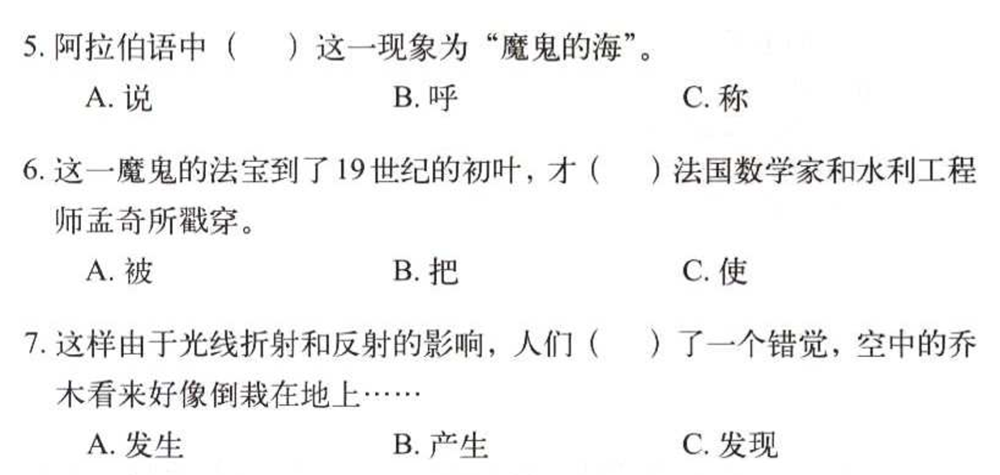 5. 阿拉伯语中（　　）这一现象为“魔鬼的海”。
A. 说　　B. 呼　　C. 称
6. 这一魔鬼的法宝到了19世纪的初叶，才（　　）法国数学家和水利工程
师孟奇所戳穿。
A. 被　　B. 把　　C. 使
7. 这样由于光线折射和反射的影响，人们（　　）了一个错觉，空中的乔
木看来好像倒栽在地上……
A. 发生　　B. 产生　　C. 发现